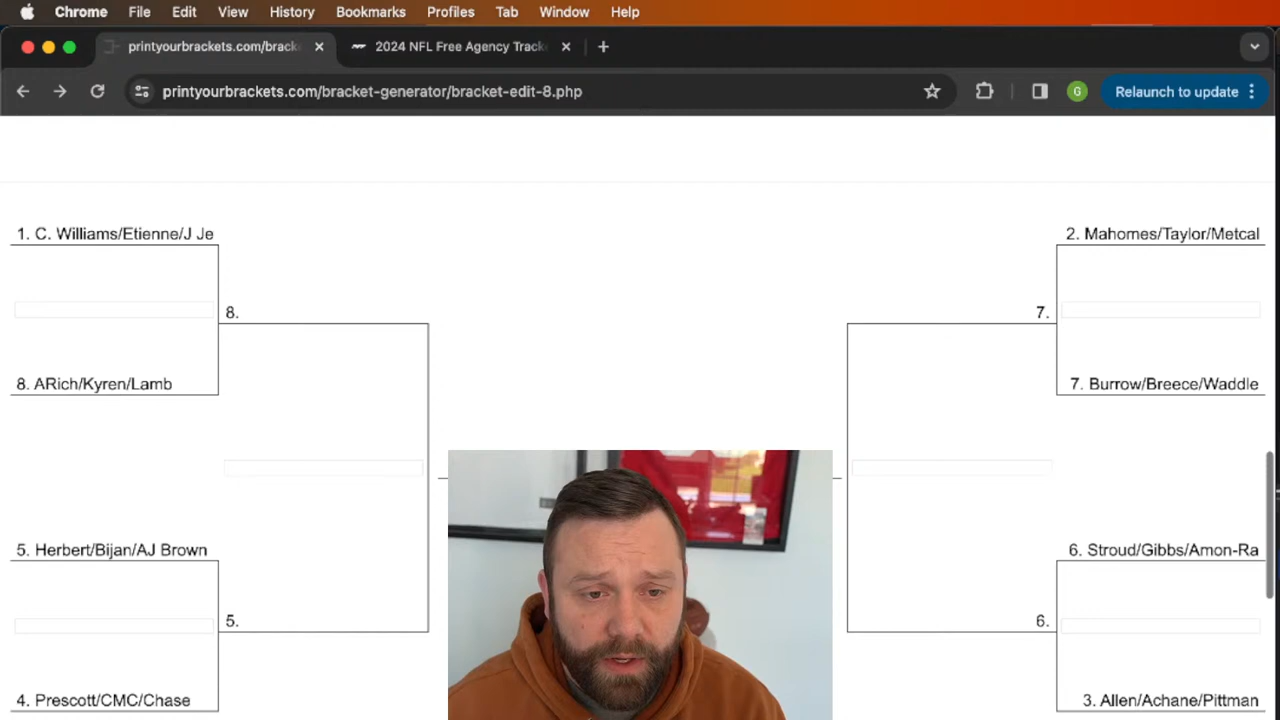 Chrome File Edit View History Bookmarks Profiles Tab Window Help
printyourbrackets.com/brack 2024 NFL Free Agency Track
printyourbrackets.com/bracket-generator/bracket-edit-8.php G Relaunch to update
1. C. Williams/Etienne/J Je
2. Mahomes/Taylor/Metcal
8.
7.
8. ARich/Kyren/Lamb
7. Burrow/Breece/Waddle
5. Herbert/Bijan/AJ Brown
6. Stroud/Gibbs/Amon-Ra
5.
6.
4. Prescott/CMC/Chase
3. Allen/Achane/Pittman